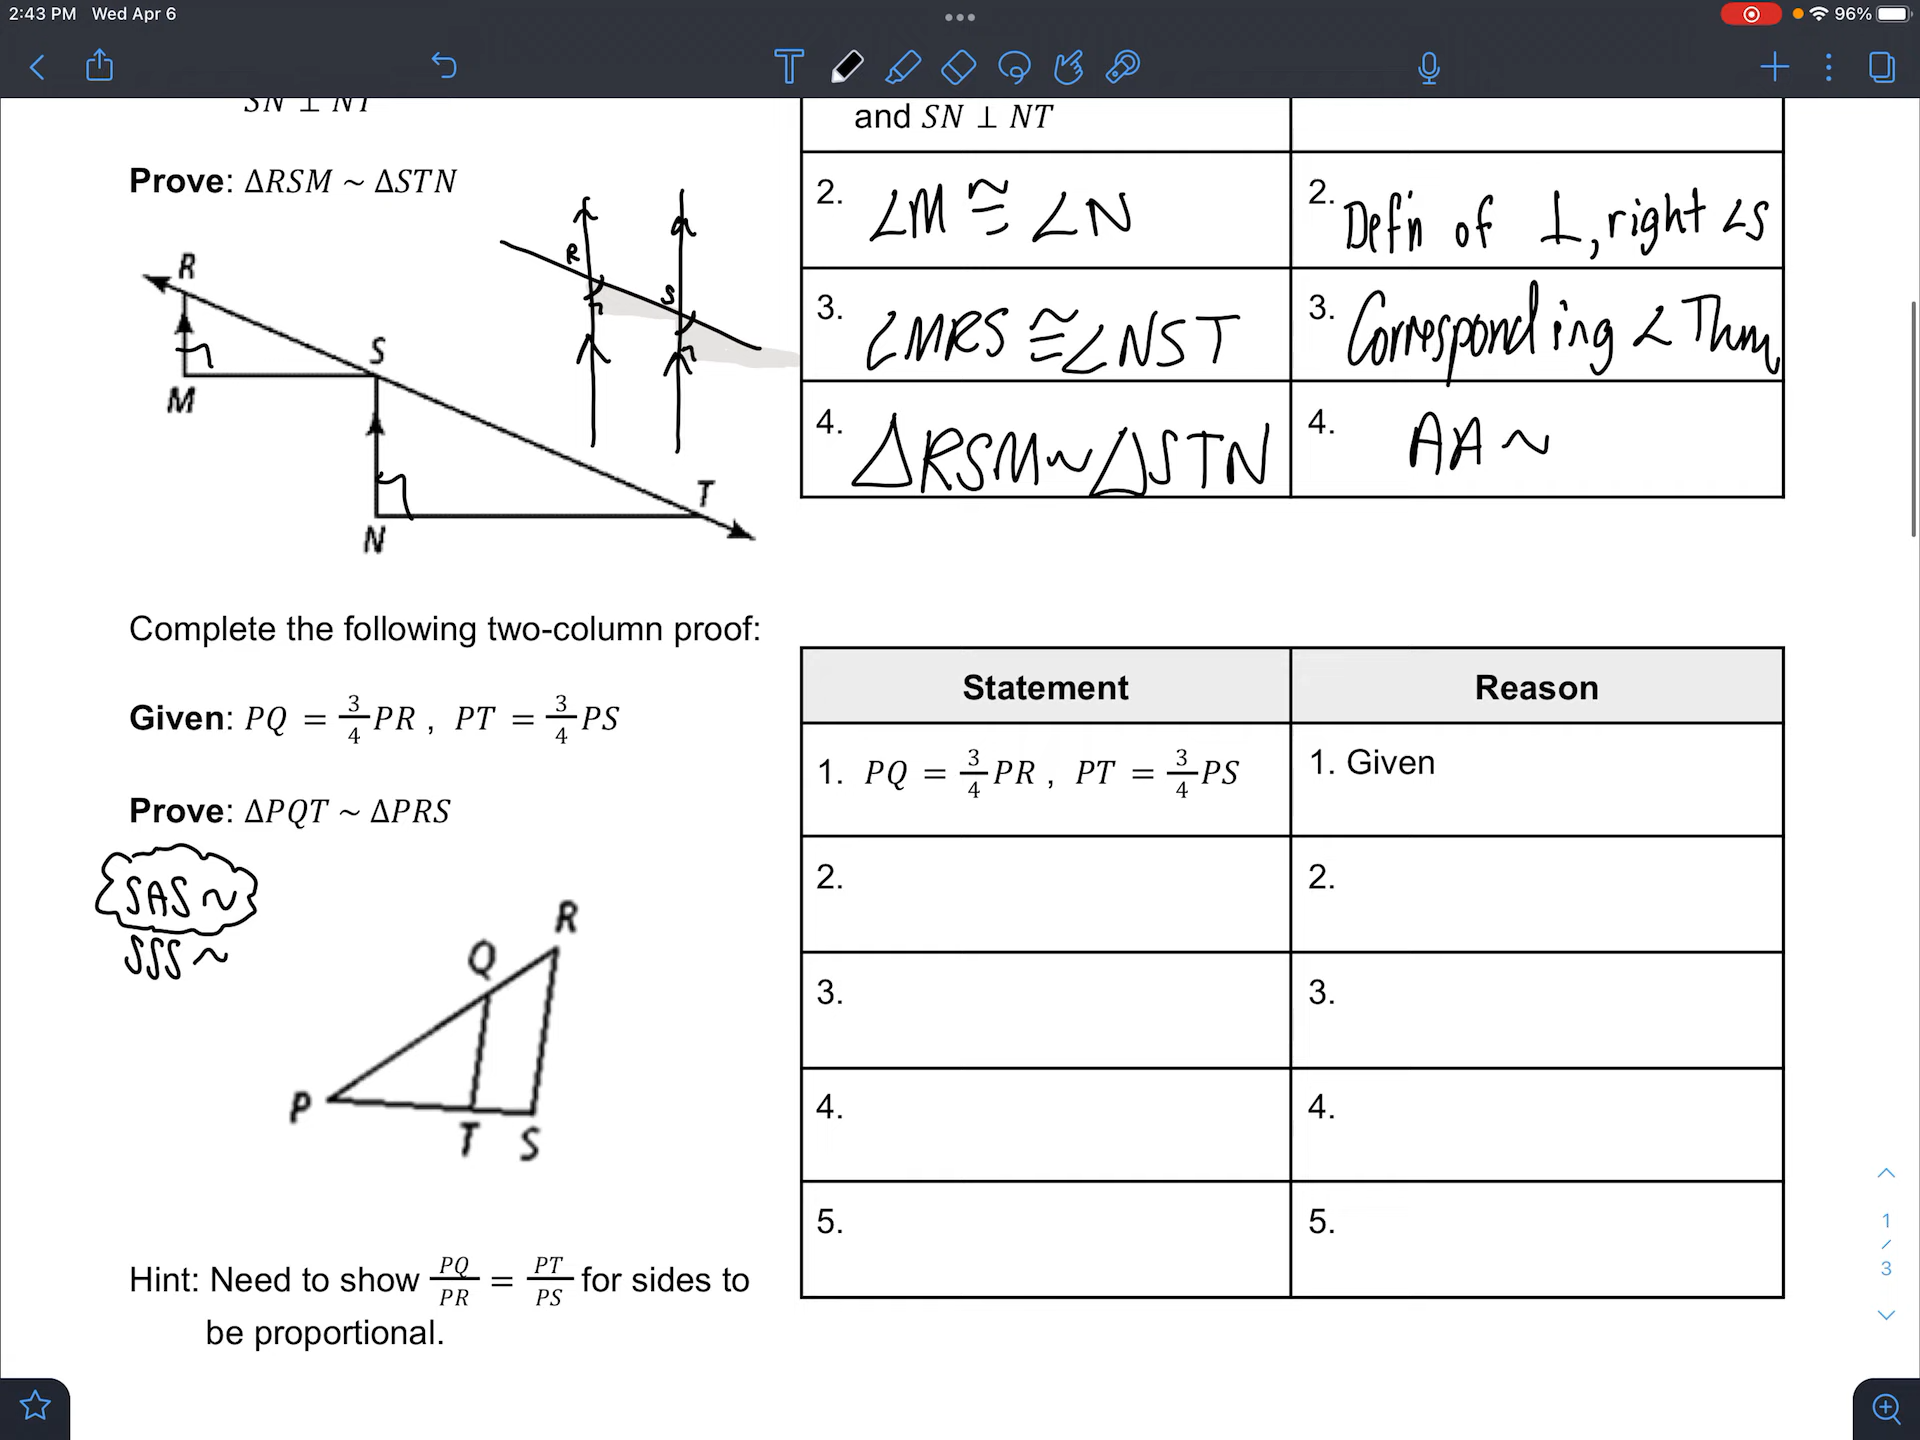 2:43 PM Wed Apr 6
96%
SN ⊥ NT
Prove: ΔRSM ~ ΔSTN
R
S
M
N
T
R
S
and SN ⊥ NT
2. ∠M ≅ ∠N
2. Def'n of ⊥, right ∠s
3. ∠MRS ≅ ∠NST
3. Corresponding ∠ Thm
4. ΔRSM ~ ΔSTN
4. AA ~
Complete the following two-column proof:
Given: PQ = 3/4 PR , PT = 3/4 PS
Prove: ΔPQT ~ ΔPRS
SAS ~
SSS ~
R
Q
P
T
S
Hint: Need to show PQ/PR = PT/PS for sides to
be proportional.
Statement
Reason
1. PQ = 3/4 PR , PT = 3/4 PS
1. Given
2.
2.
3.
3.
4.
4.
5.
5.
1
/
3